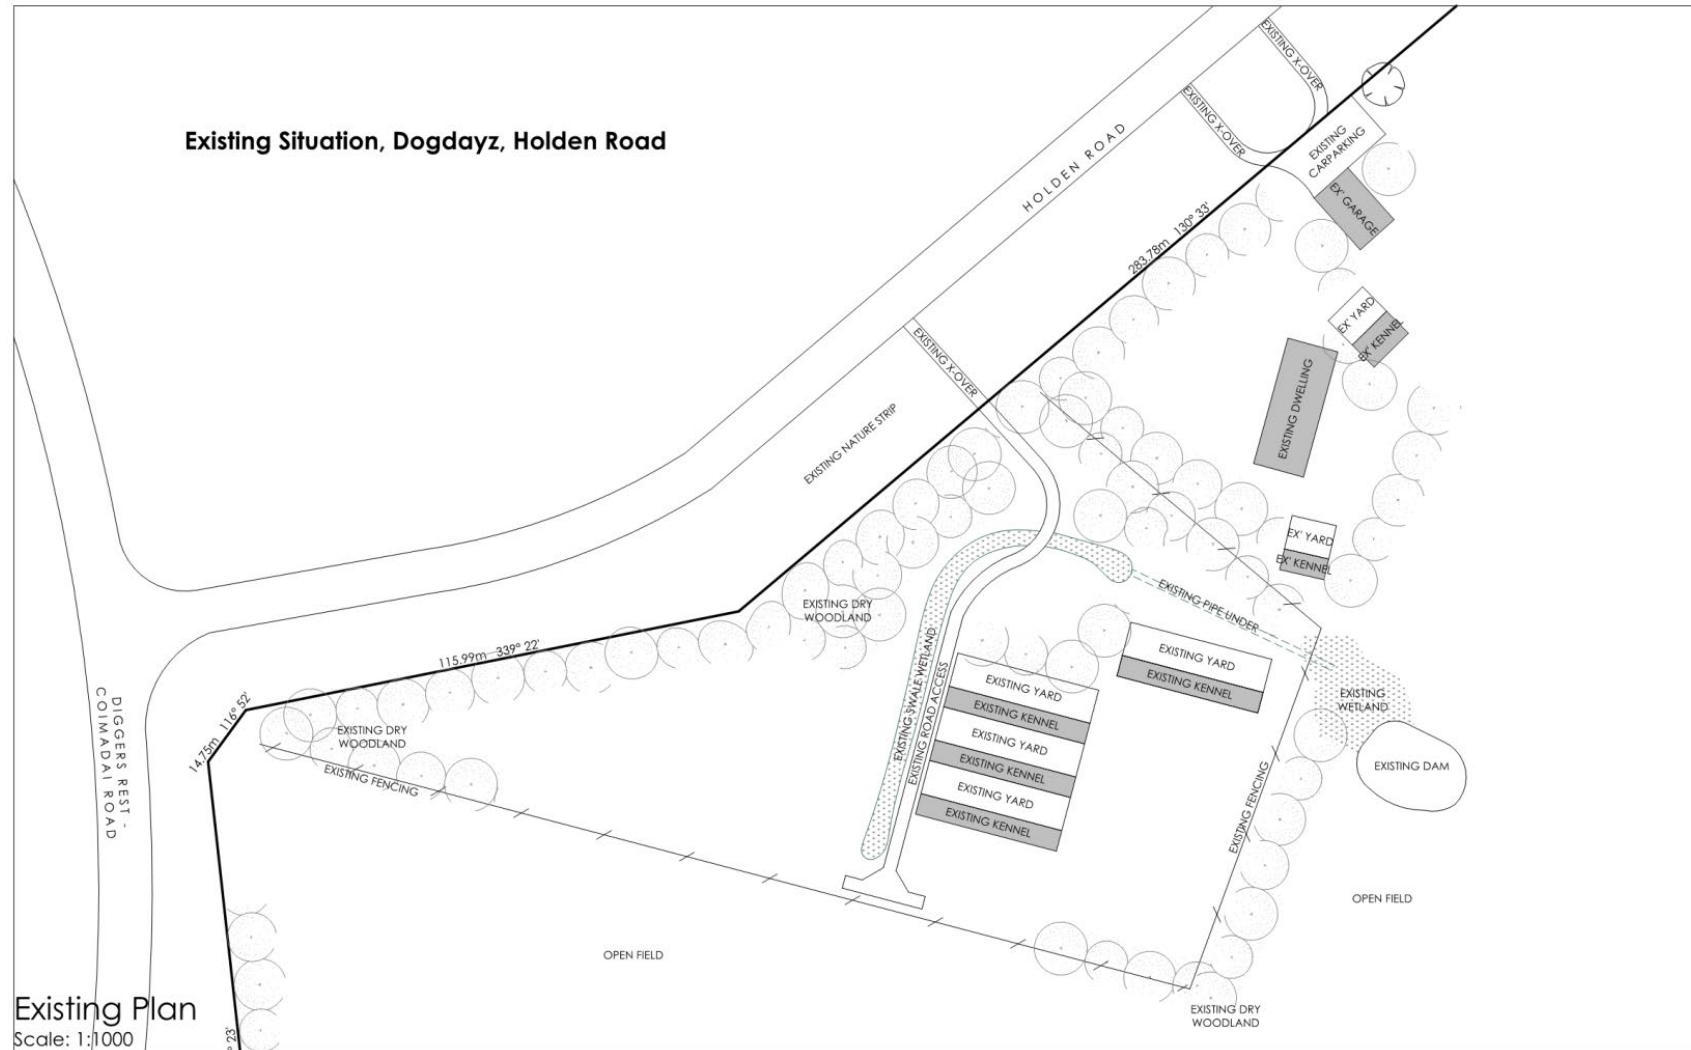 Existing Situation, Dogdayz, Holden Road
EXISTING X-OVER
EXISTING X-OVER
HOLDEN ROAD
EXISTING
CARPARKING
EX' GARAGE
283.78m 130° 33'
EX' YARD
EX' KENNEL
EXISTING X-OVER
EXISTING DWELLING
EXISTING NATURE STRIP
EX' YARD
EX' KENNEL
EXISTING PIPE UNDER
EXISTING DRY
WOODLAND
115.99m 339° 22'
EXISTING YARD
EXISTING KENNEL
EXISTING SWALE WETLAND
EXISTING ROAD ACCESS
EXISTING YARD
EXISTING KENNEL
EXISTING YARD
EXISTING KENNEL
EXISTING YARD
EXISTING KENNEL
EXISTING
WETLAND
14.75m 116° 52'
DIGGERS REST -
COIMADAI ROAD
EXISTING DRY
WOODLAND
EXISTING FENCING
EXISTING DAM
EXISTING FENCING
OPEN FIELD
OPEN FIELD
EXISTING DRY
WOODLAND
Existing Plan
Scale: 1:1000
° 23'